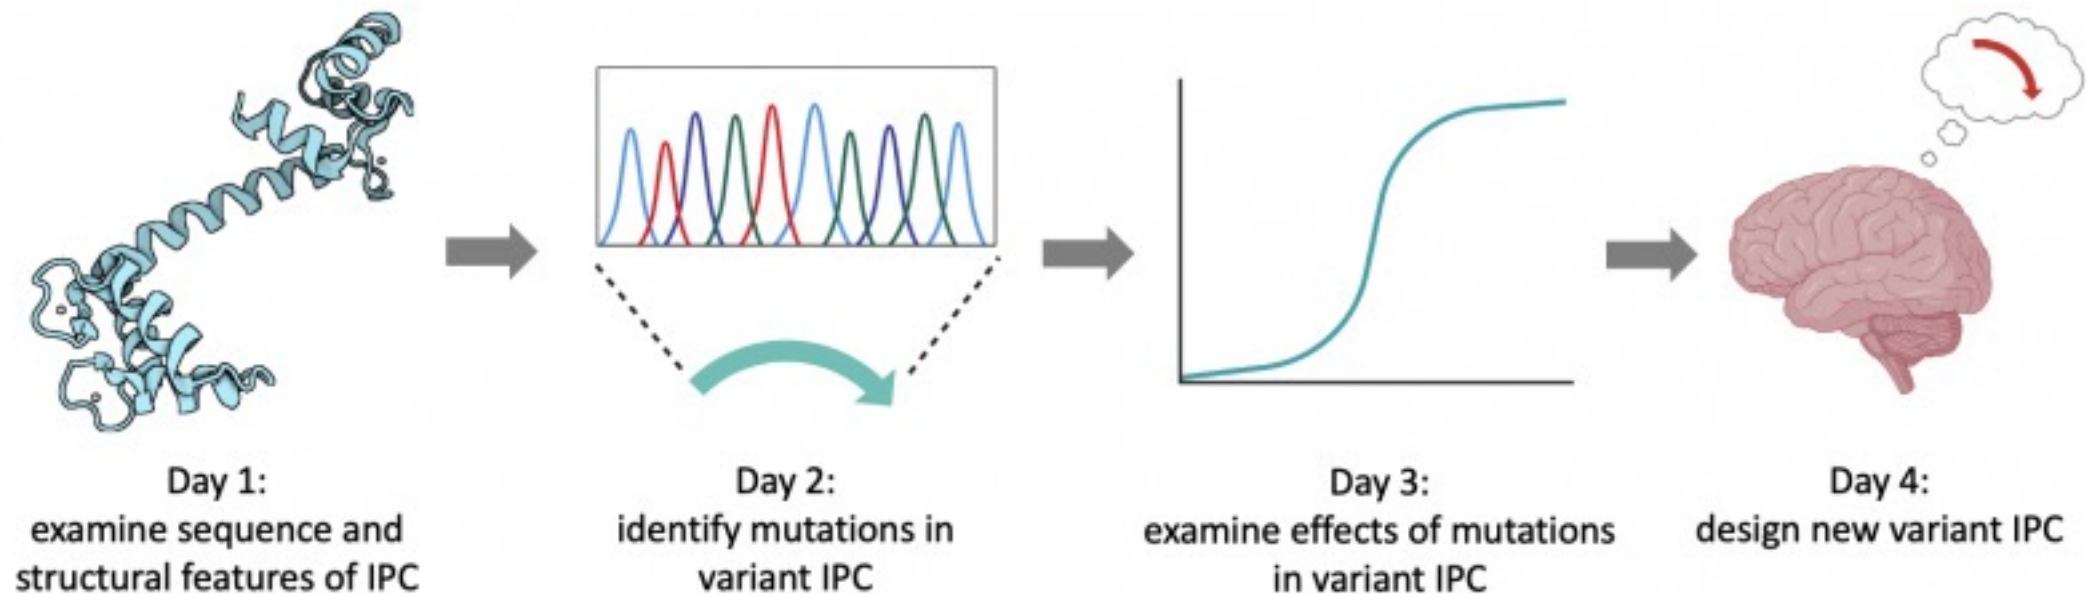 Day 1:
examine sequence and
structural features of IPC
Day 2:
identify mutations in
variant IPC
Day 3:
examine effects of mutations
in variant IPC
Day 4:
design new variant IPC